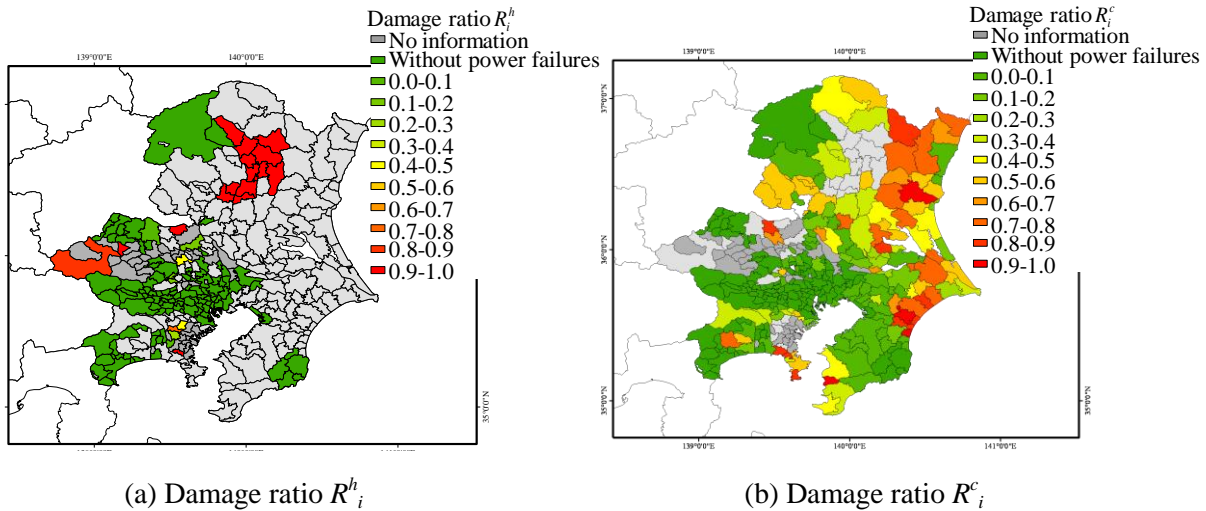 Damage ratio R_i^h
No information
Without power failures
0.0-0.1
0.1-0.2
0.2-0.3
0.3-0.4
0.4-0.5
0.5-0.6
0.6-0.7
0.7-0.8
0.8-0.9
0.9-1.0
139°0'0"E
140°0'0"E
35°0'0"N
(a) Damage ratio R^h_i
Damage ratio R_i^c
No information
Without power failures
0.0-0.1
0.1-0.2
0.2-0.3
0.3-0.4
0.4-0.5
0.5-0.6
0.6-0.7
0.7-0.8
0.8-0.9
0.9-1.0
139°0'0"E
140°0'0"E
37°0'0"N
36°0'0"N
35°0'0"N
35°0'0"N
139°0'0"E
140°0'0"E
141°0'0"E
(b) Damage ratio R^c_i